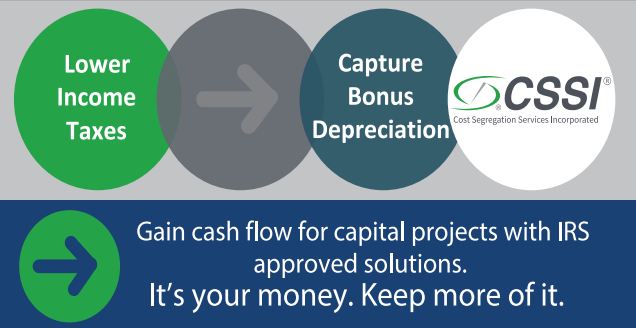 Lower
Income
Taxes
Capture
Bonus
Depreciation
CSSI®
®
Cost Segregation Services Incorporated
Gain cash flow for capital projects with IRS
approved solutions.
It's your money. Keep more of it.